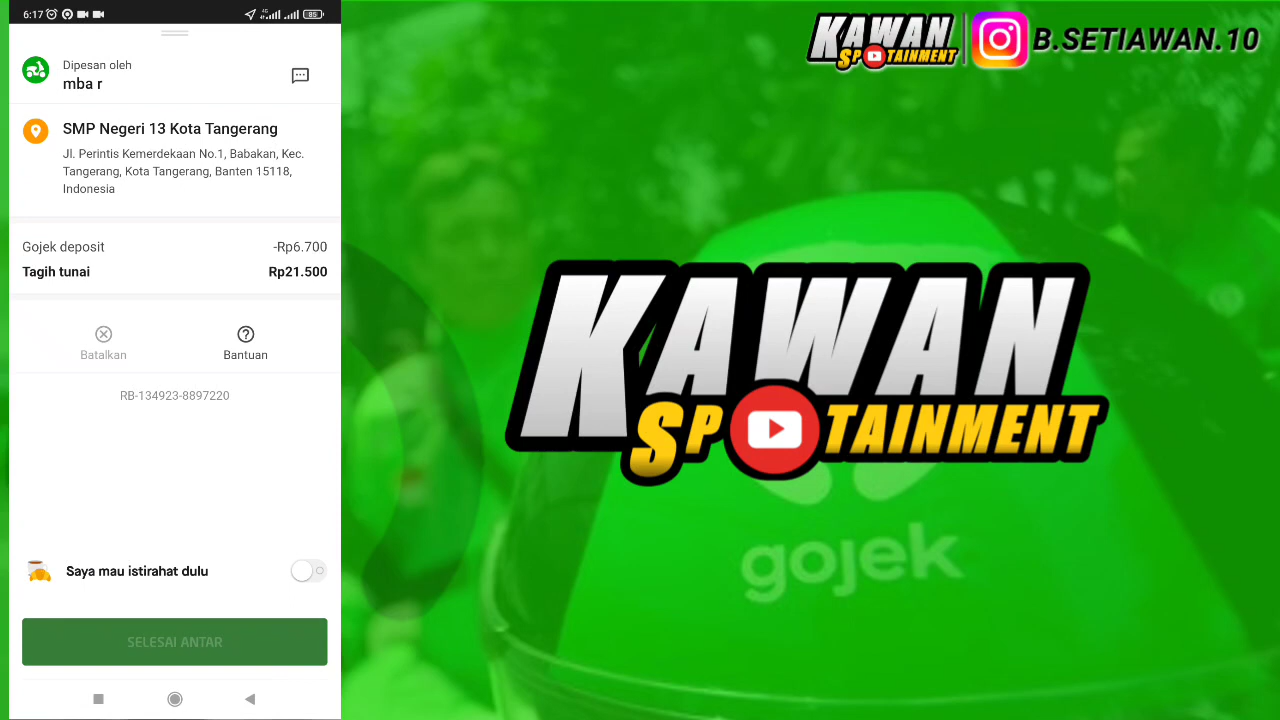 6:17
4G
85
Dipesan oleh
mba r
SMP Negeri 13 Kota Tangerang
Jl. Perintis Kemerdekaan No.1, Babakan, Kec.
Tangerang, Kota Tangerang, Banten 15118,
Indonesia
Gojek deposit
-Rp6.700
Tagih tunai
Rp21.500
Batalkan
Bantuan
RB-134923-8897220
Saya mau istirahat dulu
SELESAI ANTAR
KAWAN
SPOTAINMENT
B.SETIAWAN.10
KAWAN
SPOTAINMENT
gojek